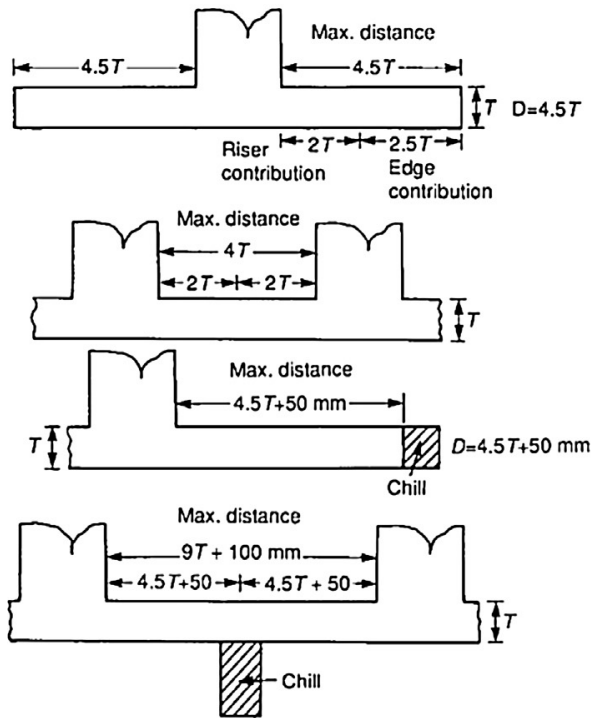 Max. distance
4.5T
4.5T
T
D=4.5T
2T
2.5T
Riser
contribution
Edge
contribution
Max. distance
4T
2T
2T
T
Max. distance
4.5T+50 mm
T
D=4.5T+50 mm
Chill
Max. distance
9T + 100 mm
4.5T+50
4.5T + 50
T
Chill